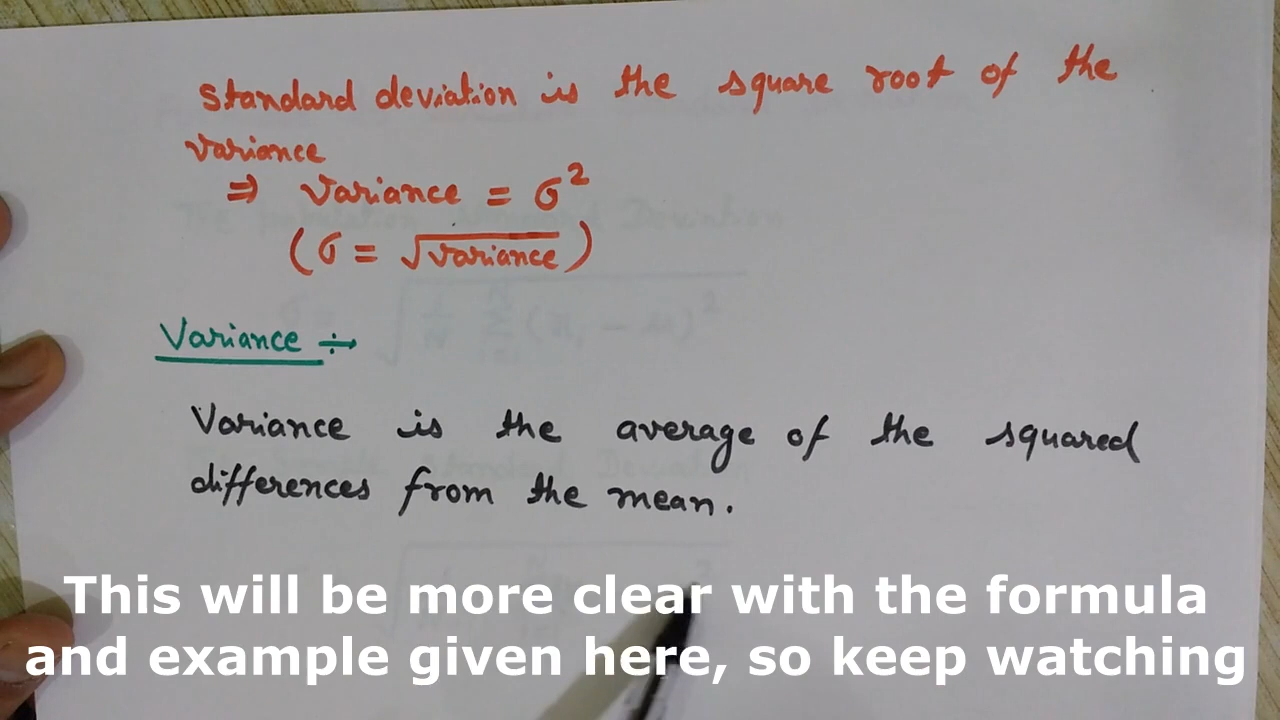 standard deviation is the square root of the
variance
⇒ variance = σ²
(σ = √variance)
Variance ÷→
Variance is the average of the squared
differences from the mean.
This will be more clear with the formula
and example given here, so keep watching